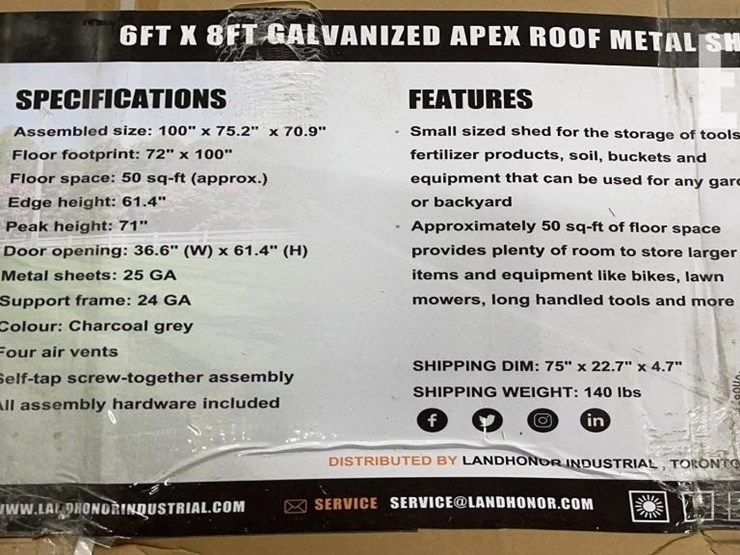 6FT X 8FT GALVANIZED APEX ROOF METAL SH
SPECIFICATIONS
Assembled size: 100" x 75.2" x 70.9"
Floor footprint: 72" x 100"
Floor space: 50 sq-ft (approx.)
Edge height: 61.4"
Peak height: 71"
Door opening: 36.6" (W) x 61.4" (H)
Metal sheets: 25 GA
Support frame: 24 GA
Colour: Charcoal grey
Four air vents
Self-tap screw-together assembly
All assembly hardware included
FEATURES
- Small sized shed for the storage of tools
fertilizer products, soil, buckets and
equipment that can be used for any gard
or backyard
- Approximately 50 sq-ft of floor space
provides plenty of room to store larger
items and equipment like bikes, lawn
mowers, long handled tools and more
SHIPPING DIM: 75" x 22.7" x 4.7"
SHIPPING WEIGHT: 140 lbs
DISTRIBUTED BY LANDHONOR INDUSTRIAL , TORONTO
WWW.LANDHONORINDUSTRIAL.COM
SERVICE SERVICE@LANDHONOR.COM